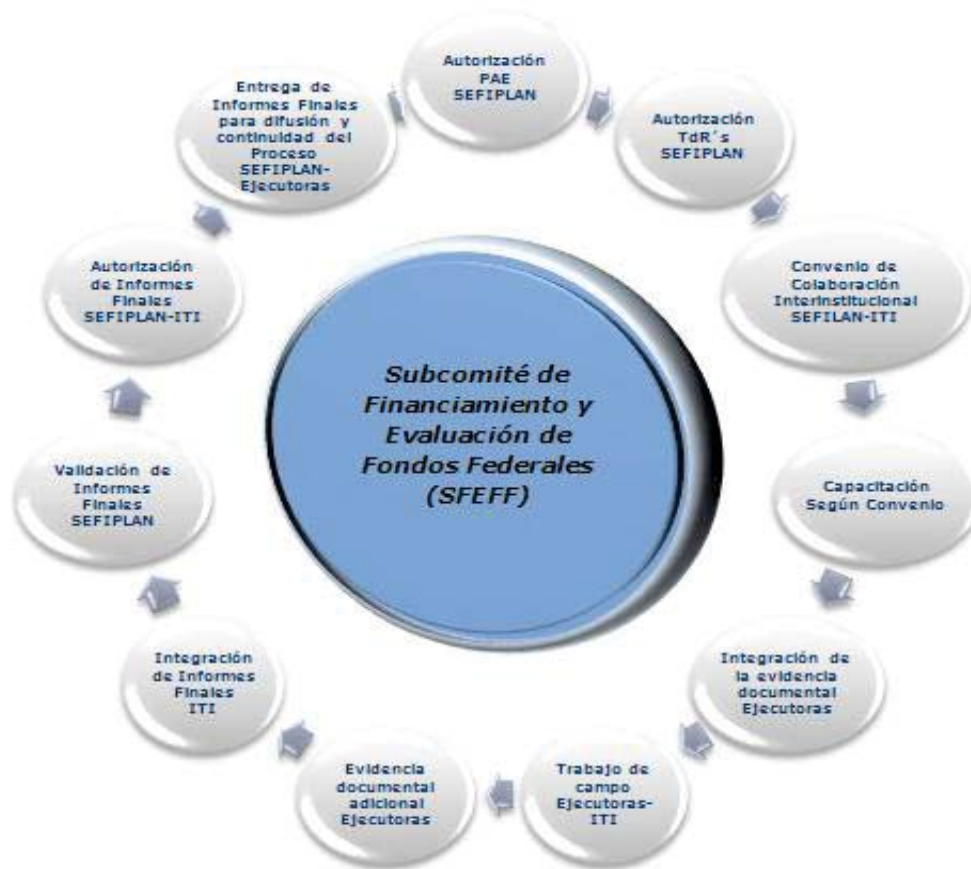 Autorización
PAE
SEFIPLAN
Autorización
TdR´s
SEFIPLAN
Convenio de
Colaboración
Interinstitucional
SEFILAN-ITI
Capacitación
Según Convenio
Integración de
la evidencia
documental
Ejecutoras
Trabajo de
campo
Ejecutoras-
ITI
Evidencia
documental
adicional
Ejecutoras
Integración
de Informes
Finales
ITI
Validación de
Informes
Finales
SEFIPLAN
Autorización
de Informes
Finales
SEFIPLAN-ITI
Entrega de
Informes Finales
para difusión y
continuidad del
Proceso
SEFIPLAN-
Ejecutoras
Subcomité de
Financiamiento y
Evaluación de
Fondos Federales
(SFEFF)